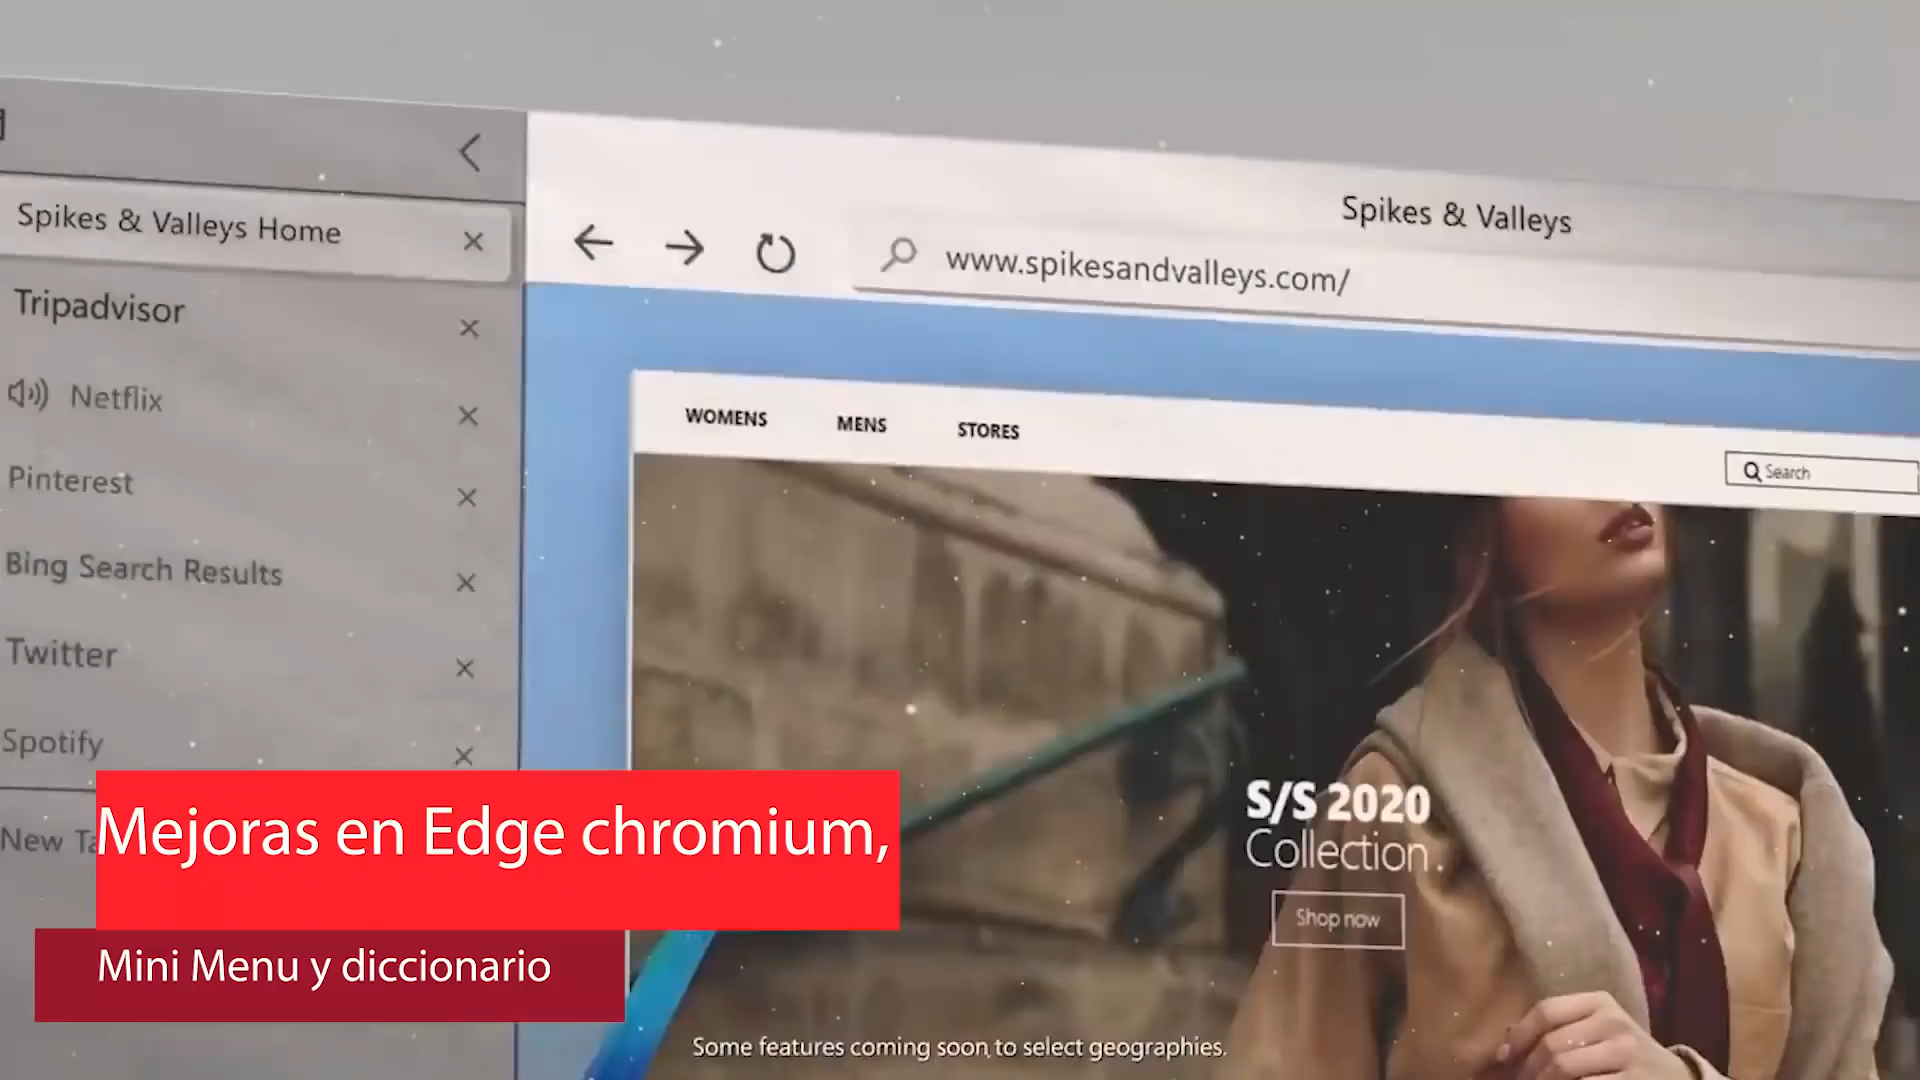 Spikes & Valleys Home
Tripadvisor
Netflix
Pinterest
Bing Search Results
Twitter
Spotify
New
Spikes & Valleys
www.spikesandvalleys.com/
WOMENS MENS STORES
Search
S/S 2020
Collection.
Shop now
Mejoras en Edge chromium,
Mini Menu y diccionario
Some features coming soon to select geographies.